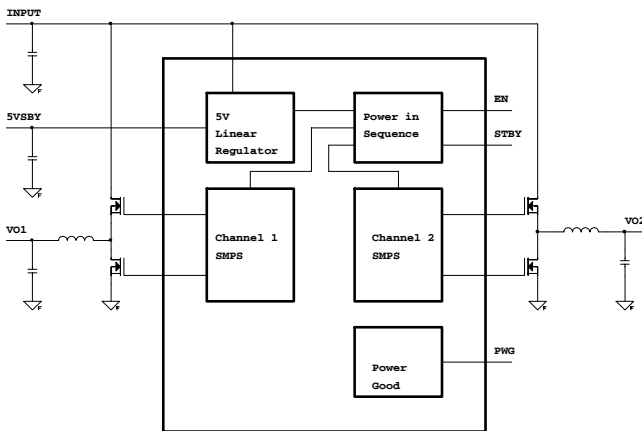 INPUT
5VSBY
5V
Linear
Regulator
Power in
Sequence
EN
STBY
VO1
Channel 1
SMPS
Channel 2
SMPS
VO2
Power
Good
PWG